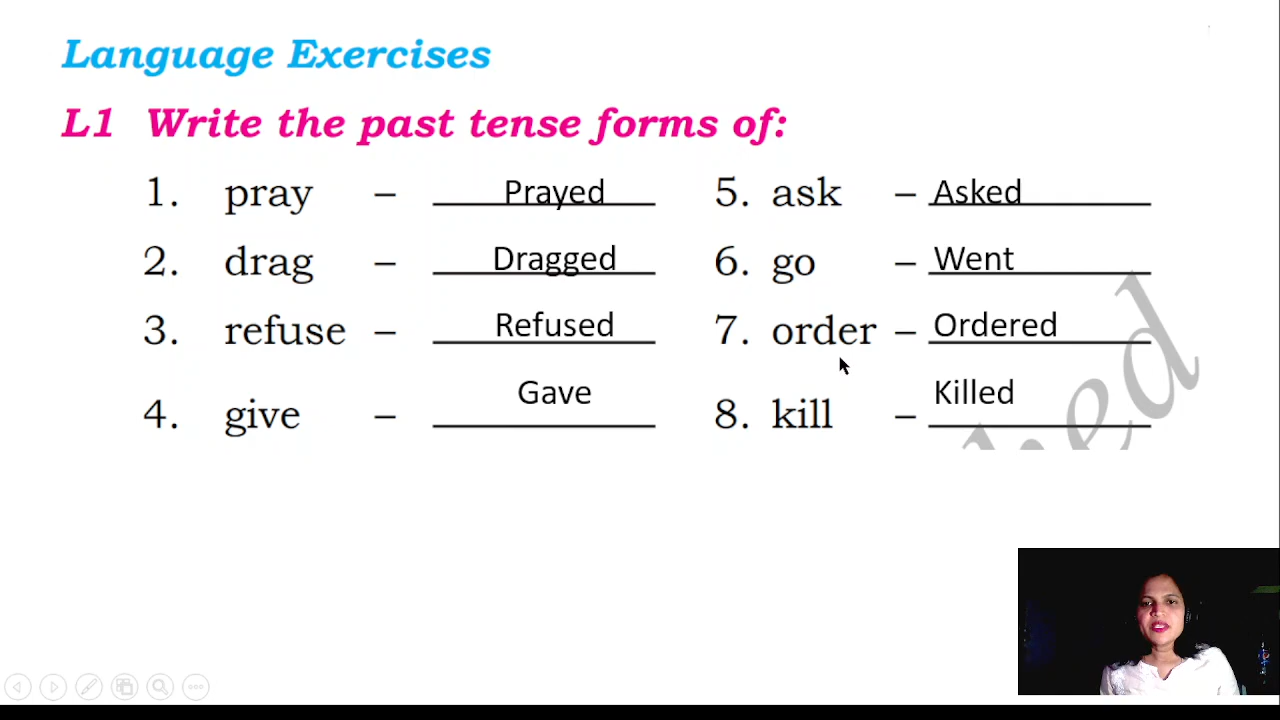 Language Exercises
L1 Write the past tense forms of:
1. pray – Prayed 5. ask – Asked
2. drag – Dragged 6. go – Went
3. refuse – Refused 7. order – Ordered
4. give – Gave 8. kill – Killed